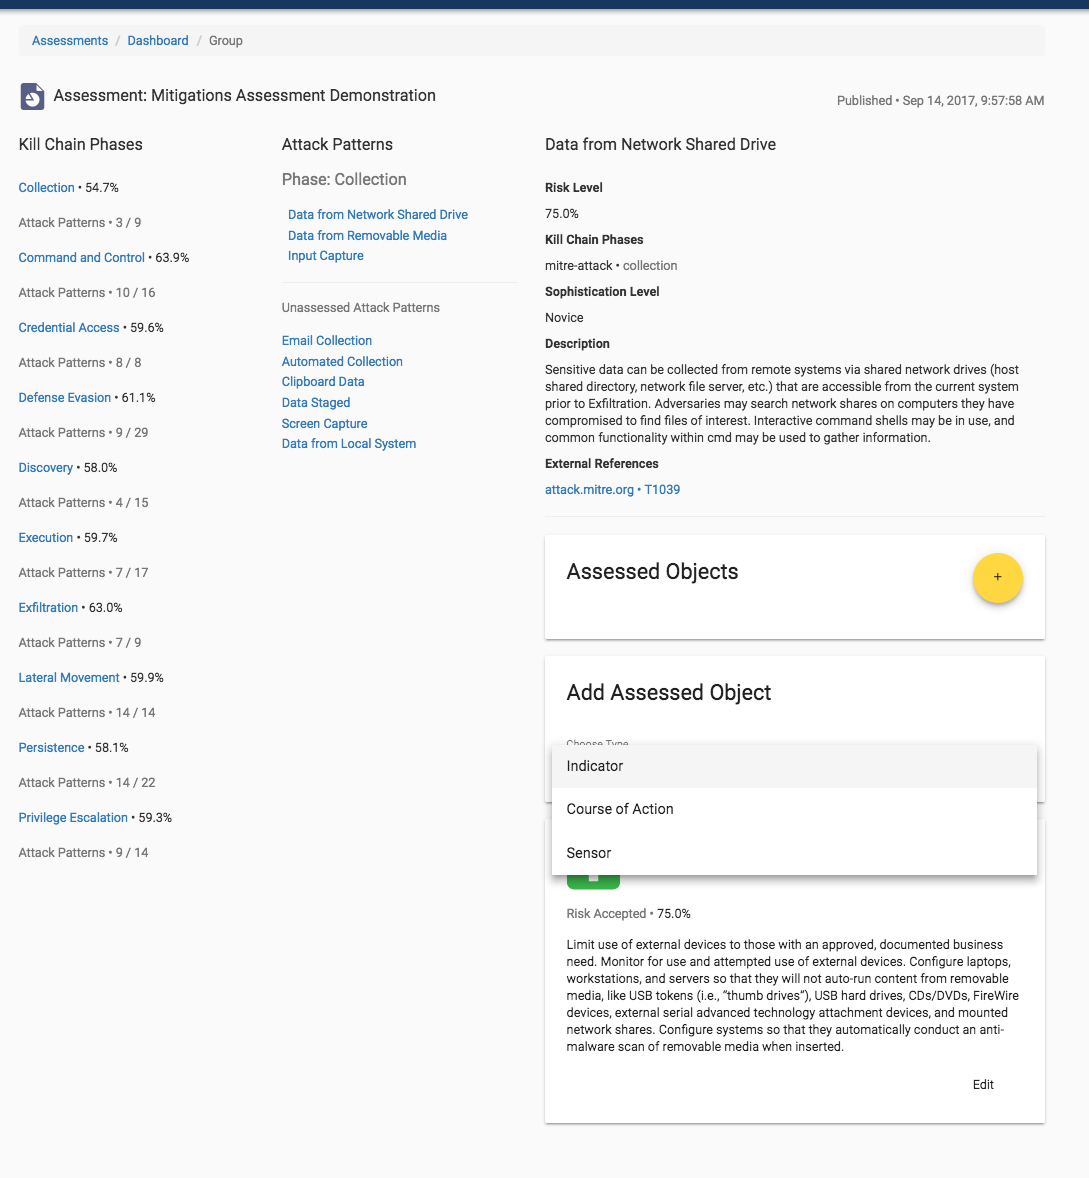 Assessments / Dashboard / Group
Assessment: Mitigations Assessment Demonstration
Published • Sep 14, 2017, 9:57:58 AM
Kill Chain Phases
Collection • 54.7%
Attack Patterns • 3 / 9
Command and Control • 63.9%
Attack Patterns • 10 / 16
Credential Access • 59.6%
Attack Patterns • 8 / 8
Defense Evasion • 61.1%
Attack Patterns • 9 / 29
Discovery • 58.0%
Attack Patterns • 4 / 15
Execution • 59.7%
Attack Patterns • 7 / 17
Exfiltration • 63.0%
Attack Patterns • 7 / 9
Lateral Movement • 59.9%
Attack Patterns • 14 / 14
Persistence • 58.1%
Attack Patterns • 14 / 22
Privilege Escalation • 59.3%
Attack Patterns • 9 / 14
Attack Patterns
Phase: Collection
Data from Network Shared Drive
Data from Removable Media
Input Capture
Unassessed Attack Patterns
Email Collection
Automated Collection
Clipboard Data
Data Staged
Screen Capture
Data from Local System
Data from Network Shared Drive
Risk Level
75.0%
Kill Chain Phases
mitre-attack • collection
Sophistication Level
Novice
Description
Sensitive data can be collected from remote systems via shared network drives (host
shared directory, network file server, etc.) that are accessible from the current system
prior to Exfiltration. Adversaries may search network shares on computers they have
compromised to find files of interest. Interactive command shells may be in use, and
common functionality within cmd may be used to gather information.
External References
attack.mitre.org • T1039
Assessed Objects
+
Add Assessed Object
Choose Type
Indicator
Course of Action
Sensor
Risk Accepted • 75.0%
Limit use of external devices to those with an approved, documented business
need. Monitor for use and attempted use of external devices. Configure laptops,
workstations, and servers so that they will not auto-run content from removable
media, like USB tokens (i.e., “thumb drives”), USB hard drives, CDs/DVDs, FireWire
devices, external serial advanced technology attachment devices, and mounted
network shares. Configure systems so that they automatically conduct an anti-
malware scan of removable media when inserted.
Edit